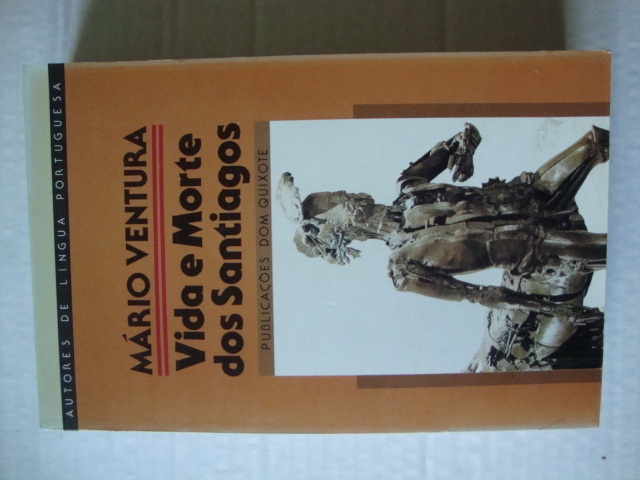 AUTORES DE LÍNGUA PORTUGUESA
MÁRIO VENTURA
Vida e Morte
dos Santiagos
PUBLICAÇÕES DOM QUIXOTE